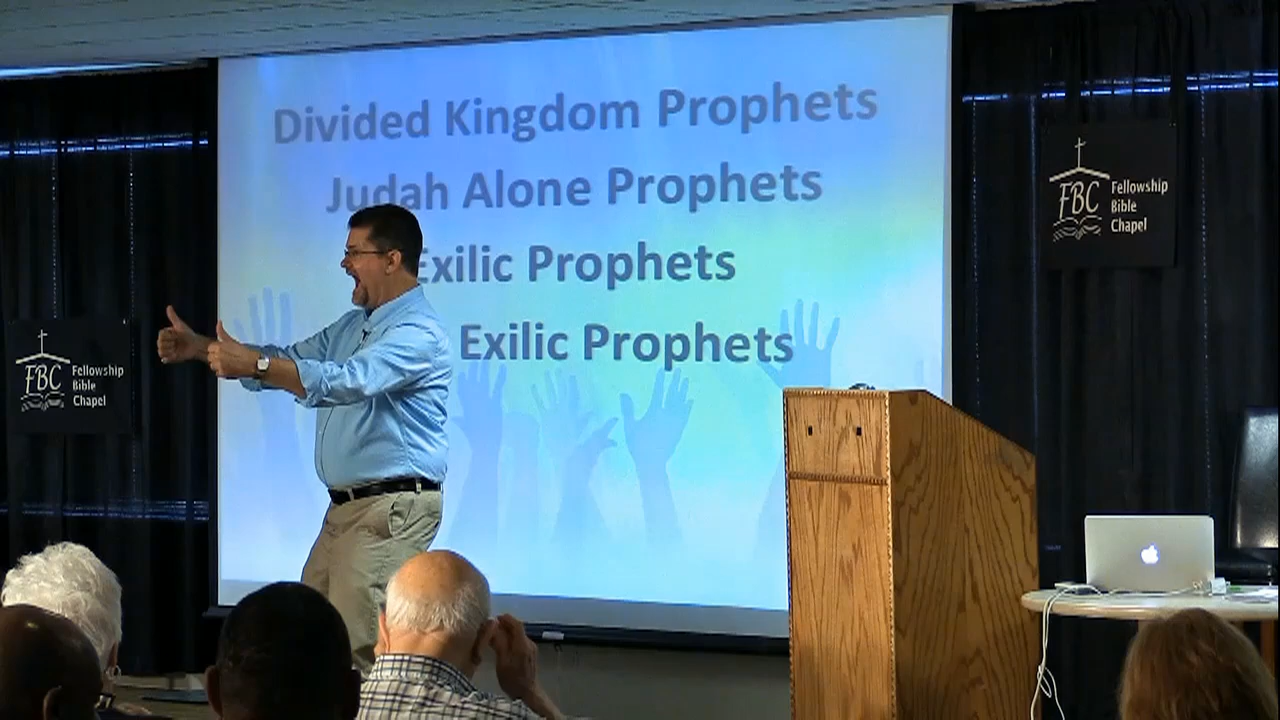 Divided Kingdom Prophets
Judah Alone Prophets
Exilic Prophets
Exilic Prophets
FBC
Fellowship
Bible
Chapel
FBC
Fellowship
Bible
Chapel